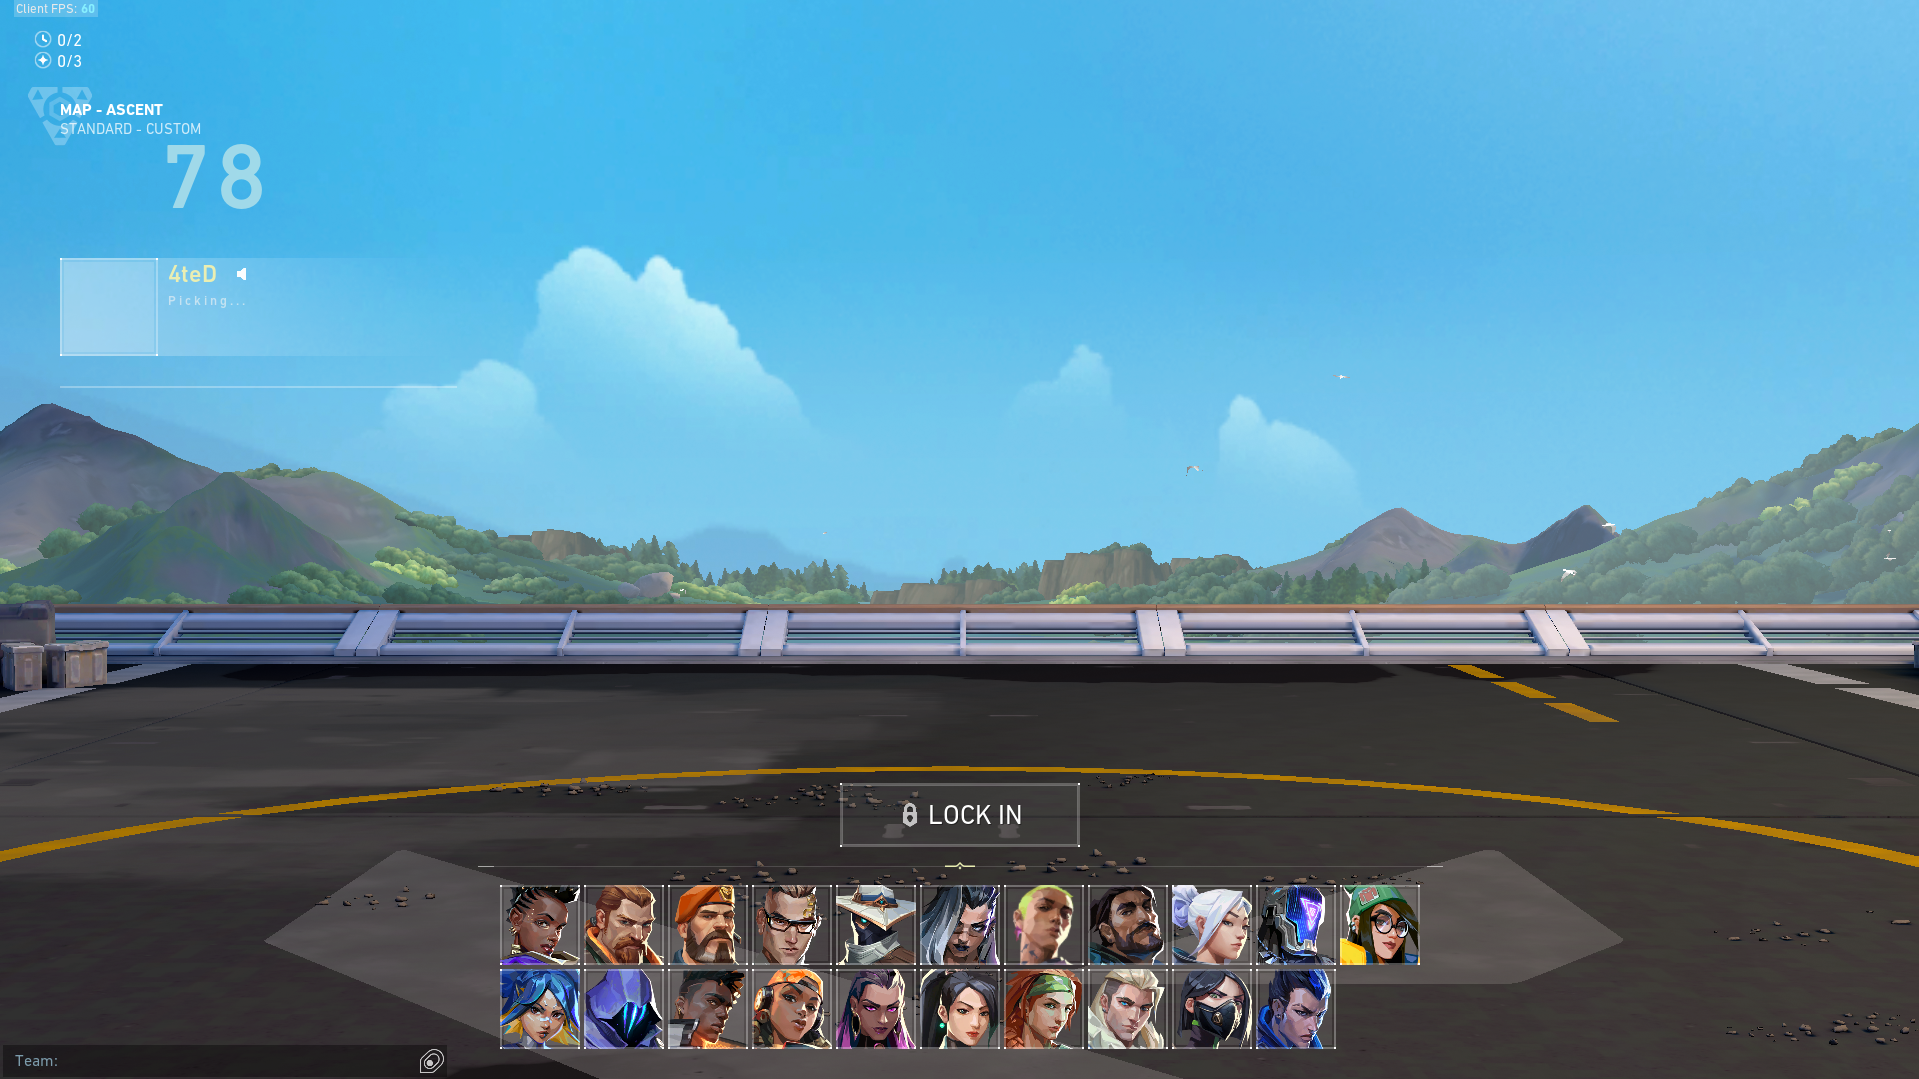 Client FPS: 60
0/2
0/3
MAP - ASCENT
STANDARD - CUSTOM
78
4teD
Picking...
LOCK IN
Team: